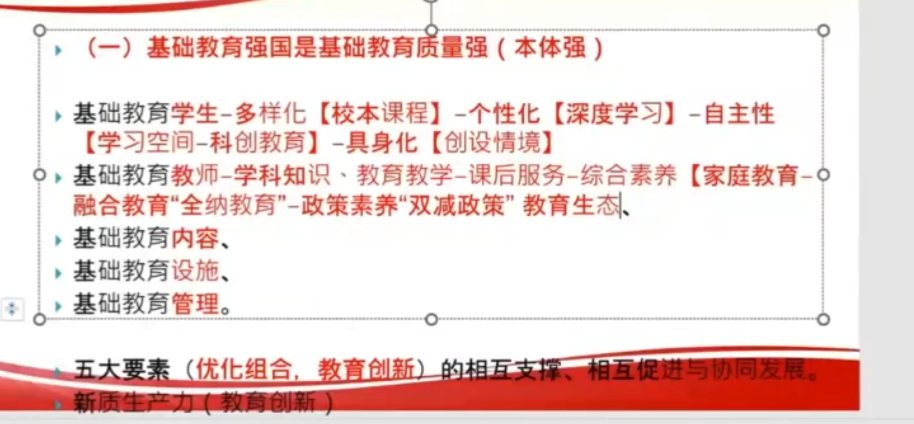 （一）基础教育强国是基础教育质量强（本体强）
基础教育学生-多样化【校本课程】-个性化【深度学习】-自主性
【学习空间-科创教育】-具身化【创设情境】
基础教育教师-学科知识、教育教学-课后服务-综合素养【家庭教育-
融合教育“全纳教育”-政策素养“双减政策” 教育生态、
基础教育内容、
基础教育设施、
基础教育管理。
五大要素（优化组合，教育创新）的相互支撑、相互促进与协同发展。
新质生产力（教育创新）